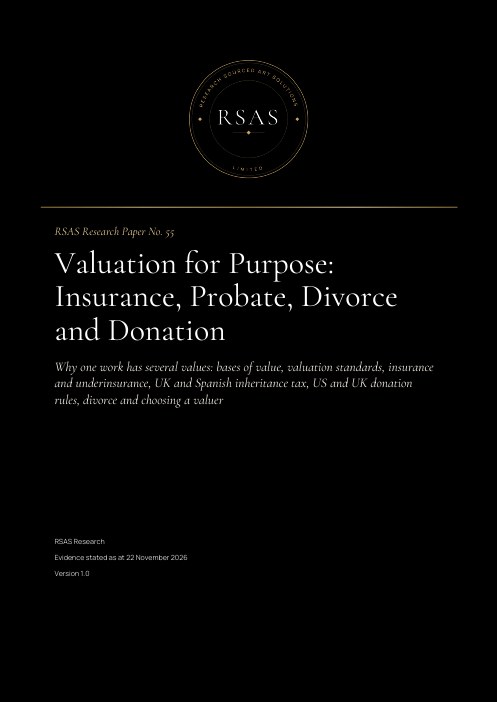 RESEARCH SOURCED ART SOLUTIONS
RSAS
LIMITED
RSAS Research Paper No. 55
Valuation for Purpose:
Insurance, Probate, Divorce
and Donation
Why one work has several values: bases of value, valuation standards, insurance
and underinsurance, UK and Spanish inheritance tax, US and UK donation
rules, divorce and choosing a valuer
RSAS Research
Evidence stated as at 22 November 2026
Version 1.0